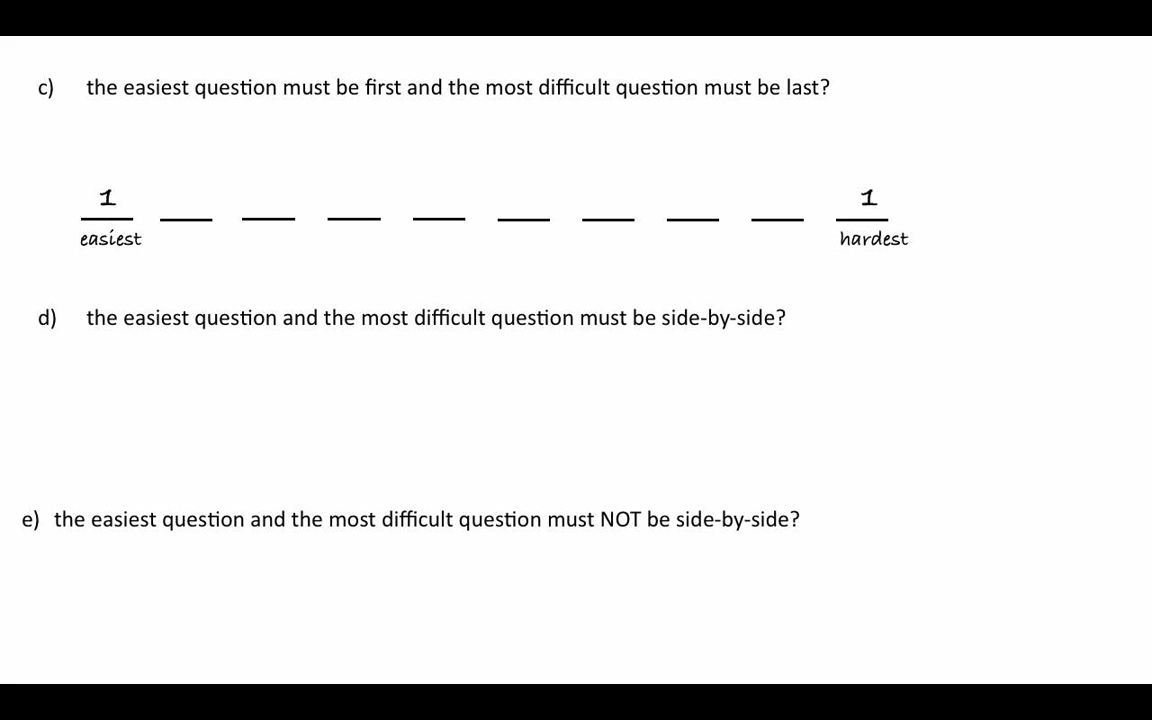 c) the easiest question must be first and the most difficult question must be last?
1 1
easiest hardest
d) the easiest question and the most difficult question must be side-by-side?
e) the easiest question and the most difficult question must NOT be side-by-side?